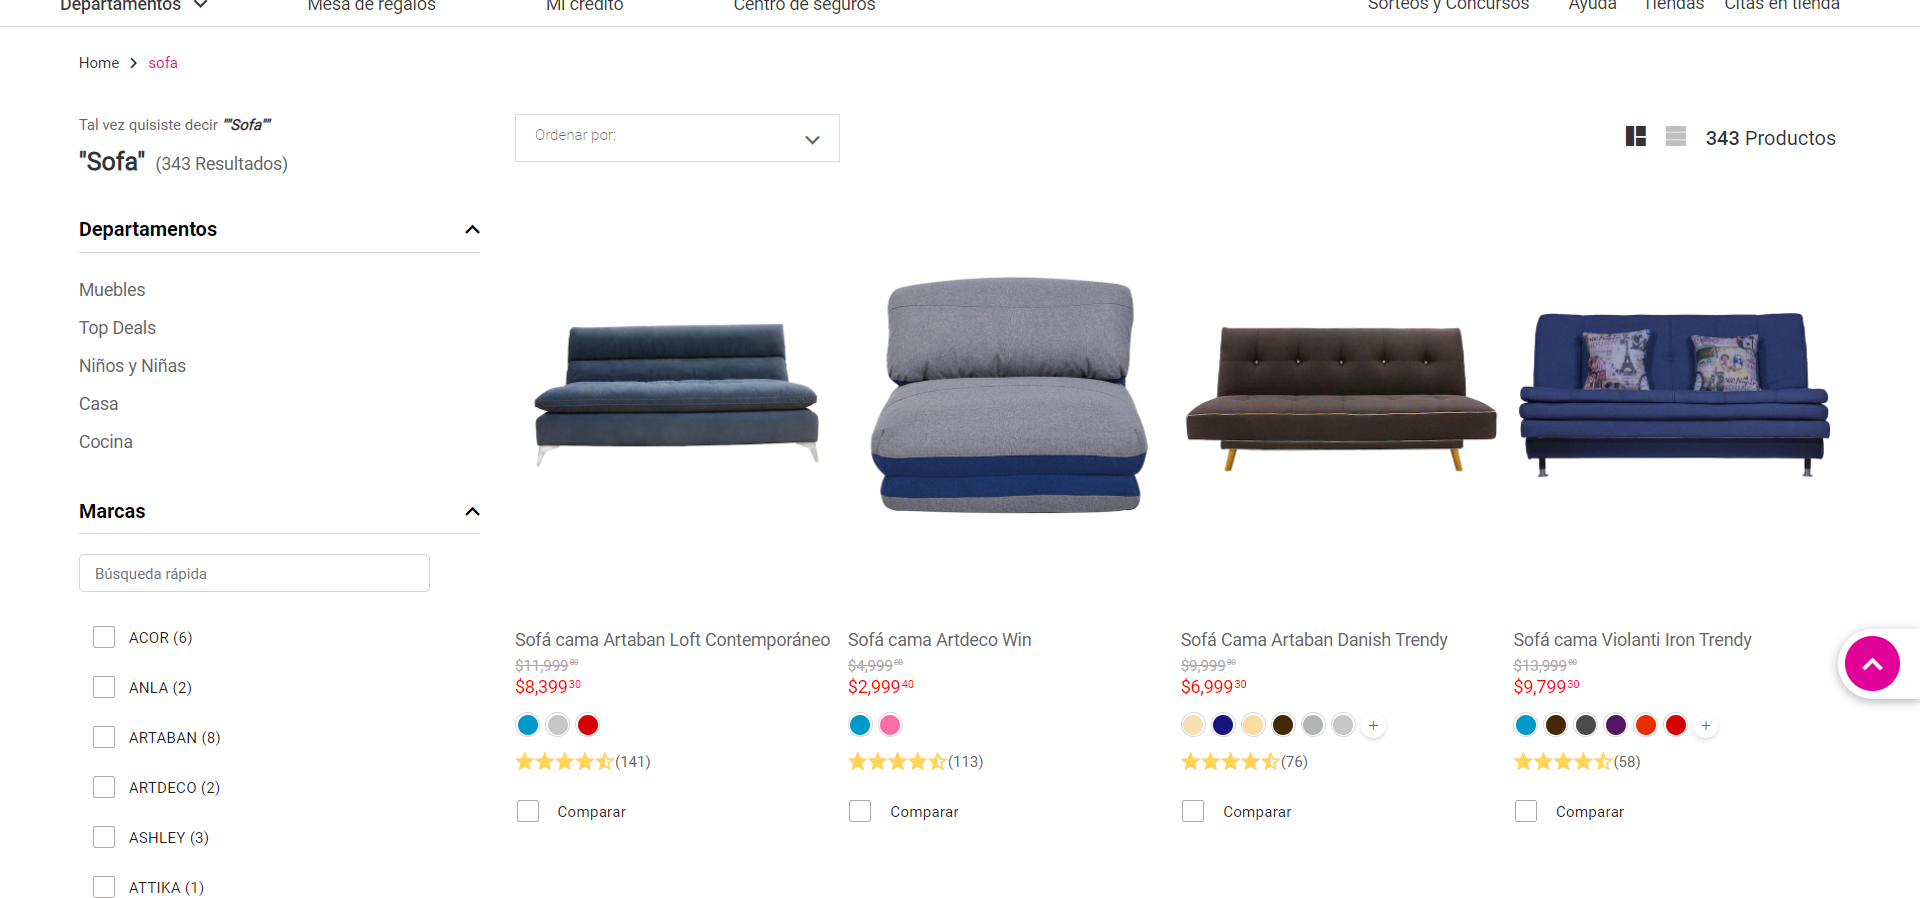 Departamentos
Mesa de regalos
Mi crédito
Centro de seguros
Sorteos y Concursos
Ayuda
Tiendas
Citas en tienda
Home > sofa
Tal vez quisiste decir ""Sofa""
"Sofa" (343 Resultados)
Ordenar por:
343 Productos
Departamentos
Muebles
Top Deals
Niños y Niñas
Casa
Cocina
Marcas
Búsqueda rápida
ACOR (6)
ANLA (2)
ARTABAN (8)
ARTDECO (2)
ASHLEY (3)
ATTIKA (1)
Sofá cama Artaban Loft Contemporáneo
$11,999.00
$8,399.30
(141)
Comparar
Sofá cama Artdeco Win
$4,999.00
$2,999.40
(113)
Comparar
Sofá Cama Artaban Danish Trendy
$9,999.00
$6,999.30
+
(76)
Comparar
Sofá cama Violanti Iron Trendy
$13,999.00
$9,799.30
+
(58)
Comparar